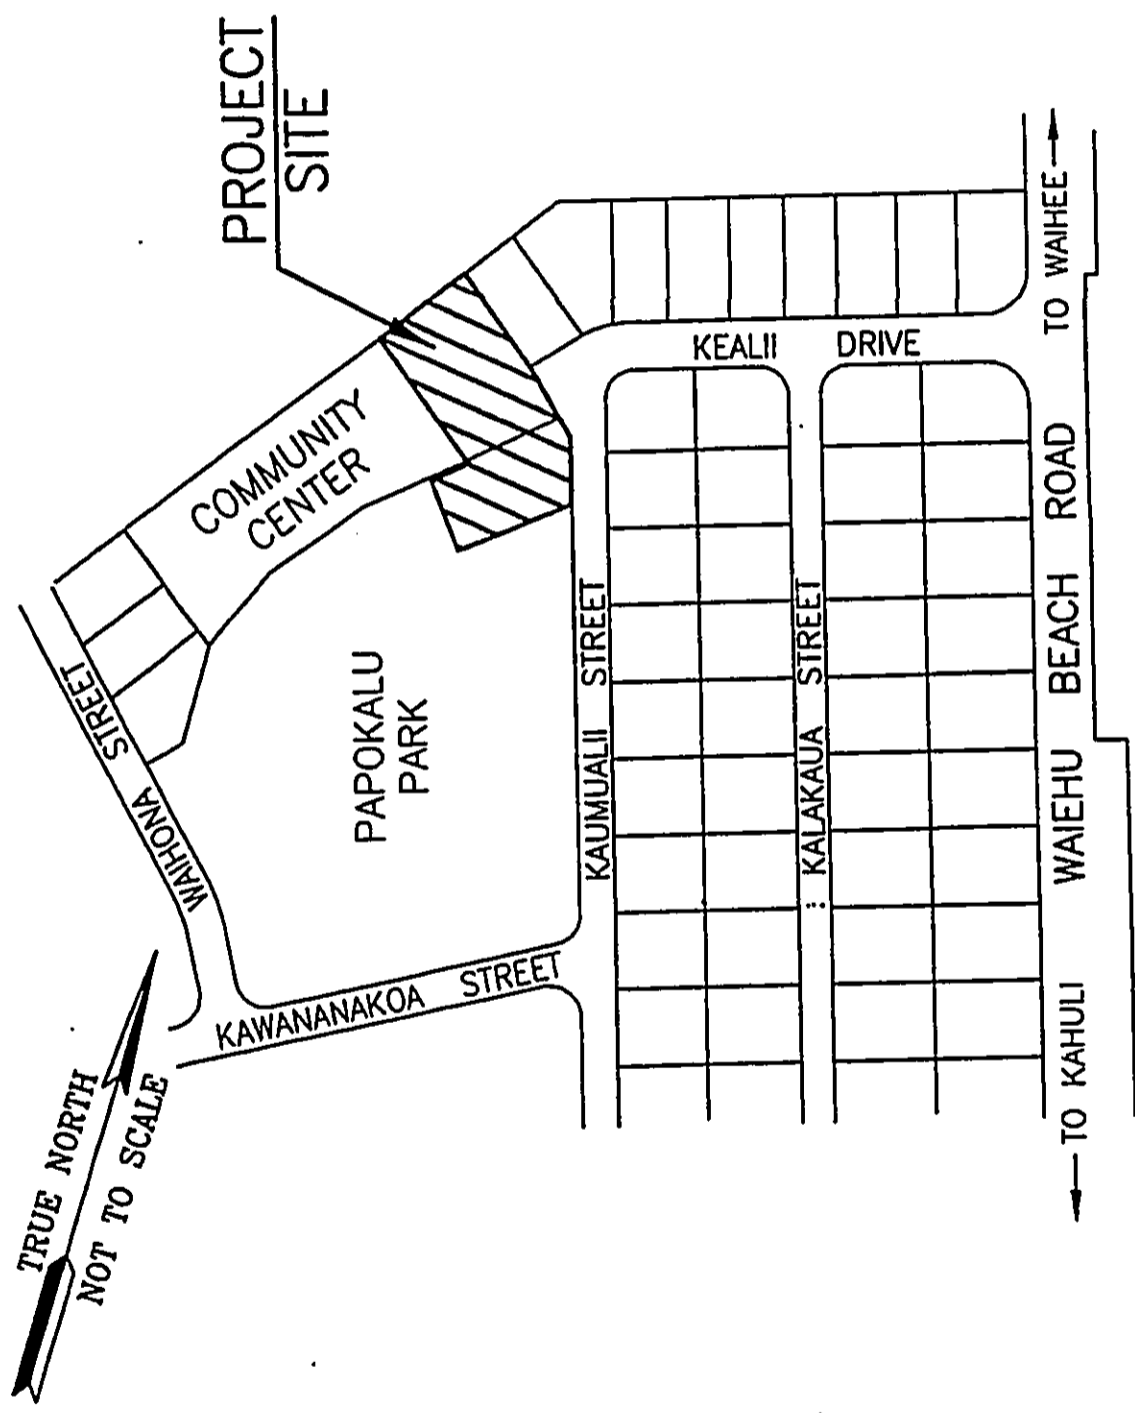 PROJECT
SITE
COMMUNITY
CENTER
PAPOKALU
PARK
WAIHONA STREET
KAWANANAKOA STREET
KAUMUALII STREET
KALAKAUA STREET
KEALII DRIVE
WAIEHU BEACH ROAD
TO WAIHEE
TO KAHULI
TRUE NORTH
NOT TO SCALE